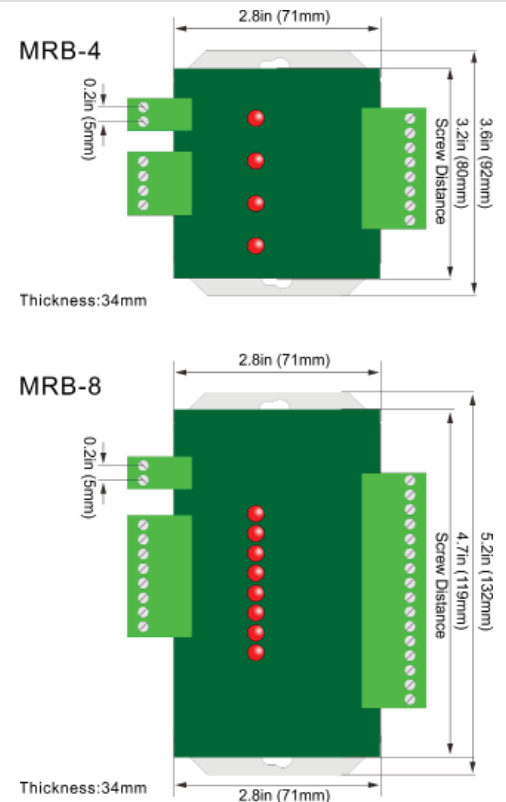 2.8in (71mm)
MRB-4
0.2in
(5mm)
Screw Distance
3.2in (80mm)
3.6in (92mm)
Thickness:34mm
2.8in (71mm)
MRB-8
0.2in
(5mm)
Screw Distance
4.7in (119mm)
5.2in (132mm)
Thickness:34mm
2.8in (71mm)